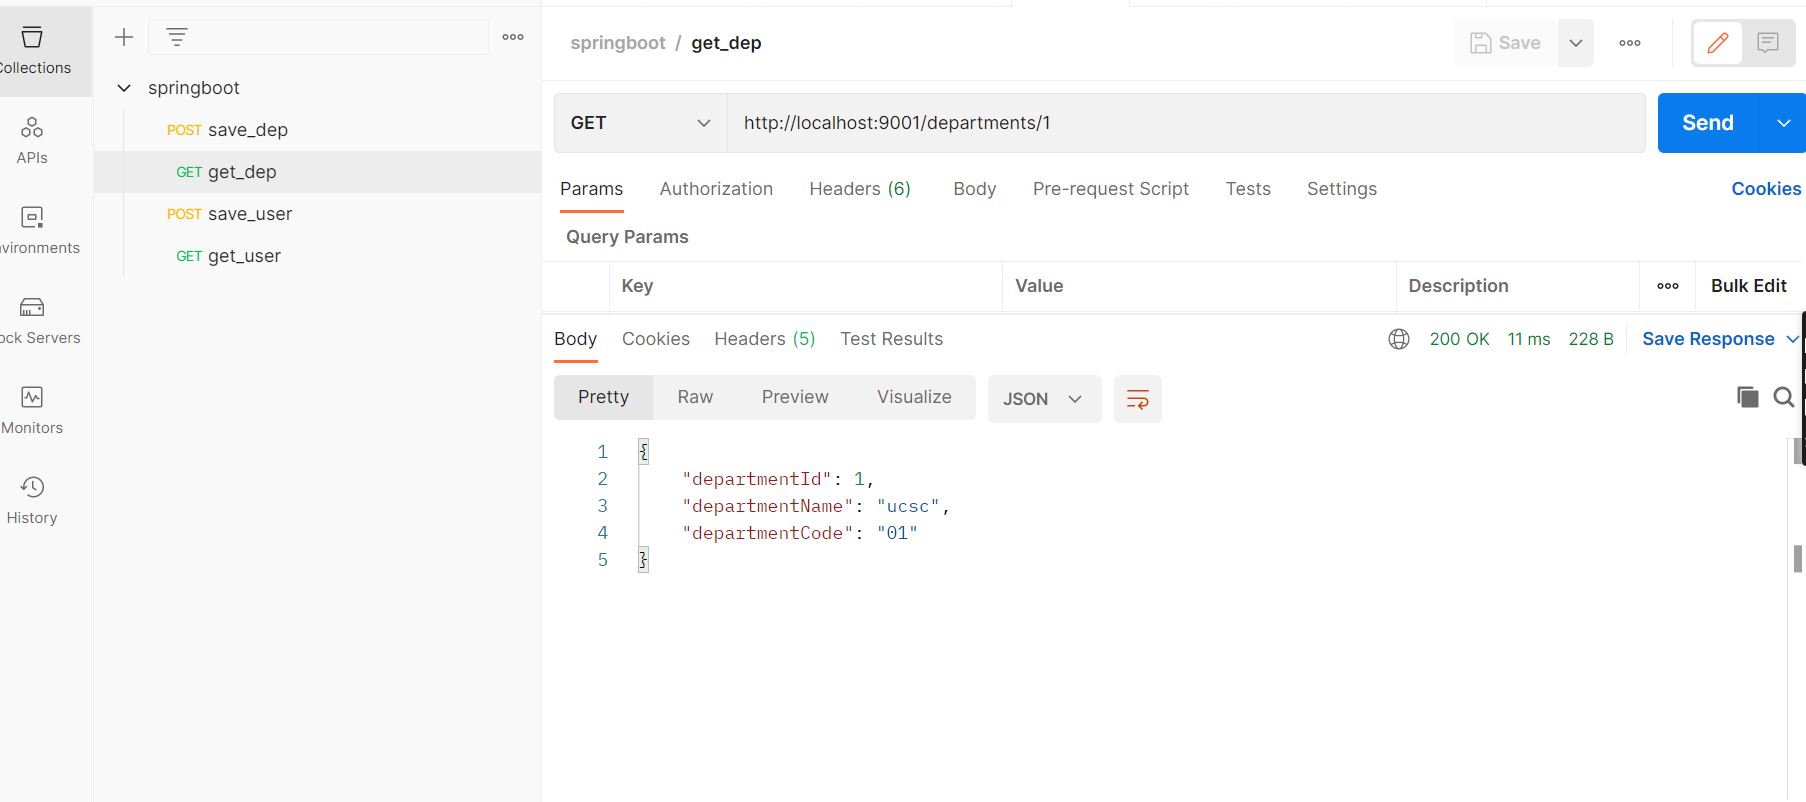 springboot / get_dep
Save
Collections
springboot
POST save_dep
GET get_dep
POST save_user
GET get_user
APIs
vironments
ock Servers
Monitors
History
GET
http://localhost:9001/departments/1
Send
Params Authorization Headers (6) Body Pre-request Script Tests Settings Cookies
Query Params
Key Value Description Bulk Edit
Body Cookies Headers (5) Test Results 200 OK 11 ms 228 B Save Response
Pretty Raw Preview Visualize JSON
1 {
2 "departmentId": 1,
3 "departmentName": "ucsc",
4 "departmentCode": "01"
5 }